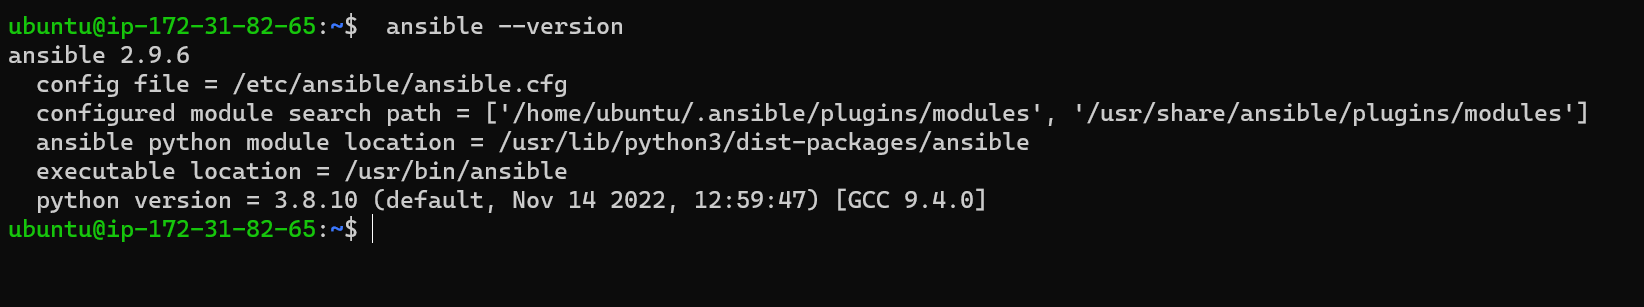 ubuntu@ip-172-31-82-65:~$  ansible --version
ansible 2.9.6
  config file = /etc/ansible/ansible.cfg
  configured module search path = ['/home/ubuntu/.ansible/plugins/modules', '/usr/share/ansible/plugins/modules']
  ansible python module location = /usr/lib/python3/dist-packages/ansible
  executable location = /usr/bin/ansible
  python version = 3.8.10 (default, Nov 14 2022, 12:59:47) [GCC 9.4.0]
ubuntu@ip-172-31-82-65:~$